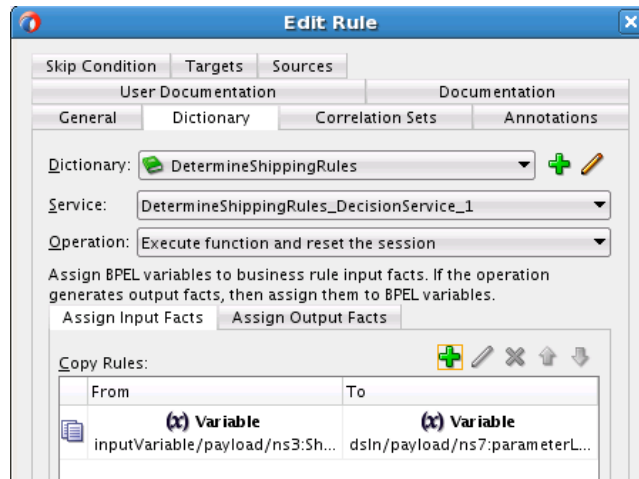 Edit Rule
Skip Condition Targets Sources
User Documentation Documentation
General Dictionary Correlation Sets Annotations
Dictionary: DetermineShippingRules
Service: DetermineShippingRules_DecisionService_1
Operation: Execute function and reset the session
Assign BPEL variables to business rule input facts. If the operation
generates output facts, then assign them to BPEL variables.
Assign Input Facts Assign Output Facts
Copy Rules:
From To
(x) Variable (x) Variable
inputVariable/payload/ns3:Sh... dsIn/payload/ns7:parameterL...